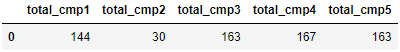 total_cmp1 total_cmp2 total_cmp3 total_cmp4 total_cmp5
0 144 30 163 167 163